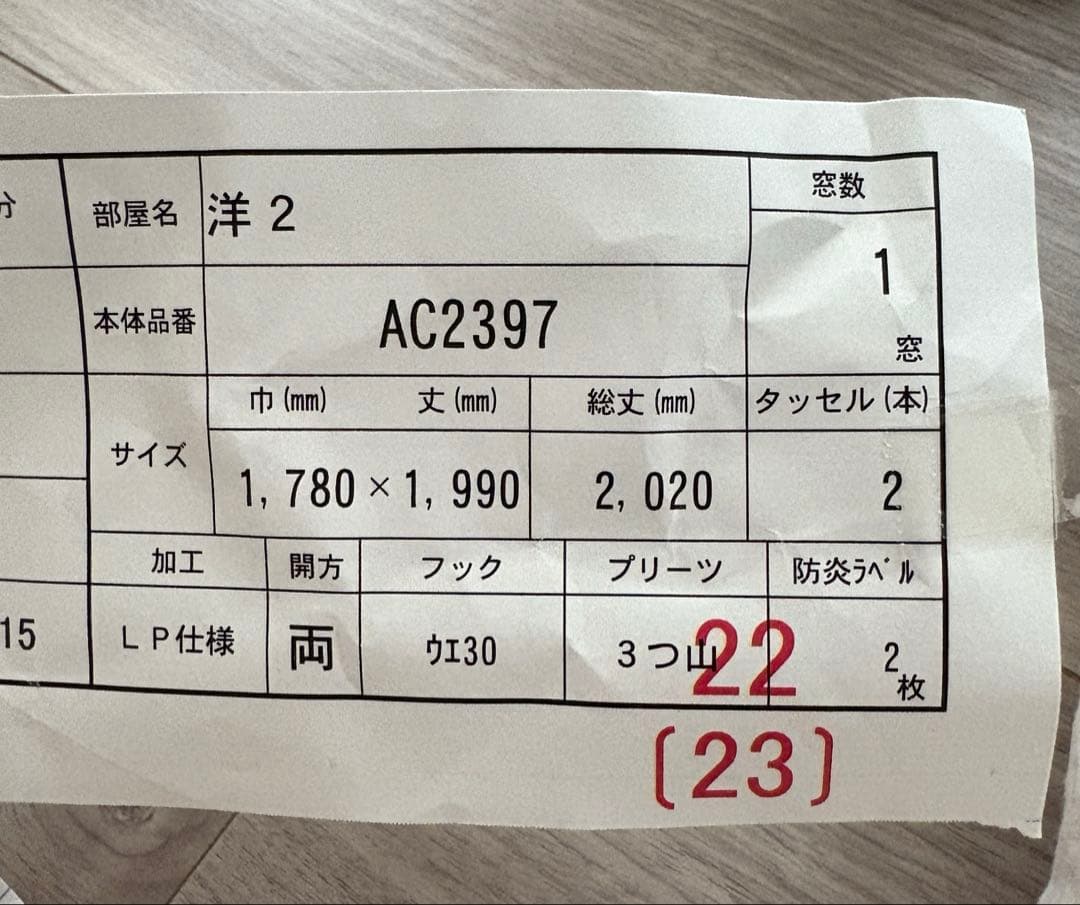 分
部屋名 洋2 窓数
1
窓
本体品番 AC2397
サイズ 巾(㎜) 丈(㎜) 総丈(㎜) タッセル(本)
1,780×1,990 2,020 2
加工 開方 フック プリーツ 防炎ﾗﾍﾞﾙ
15 LP仕様 両 ｳｴ30 3つ山 2枚
22
(23)